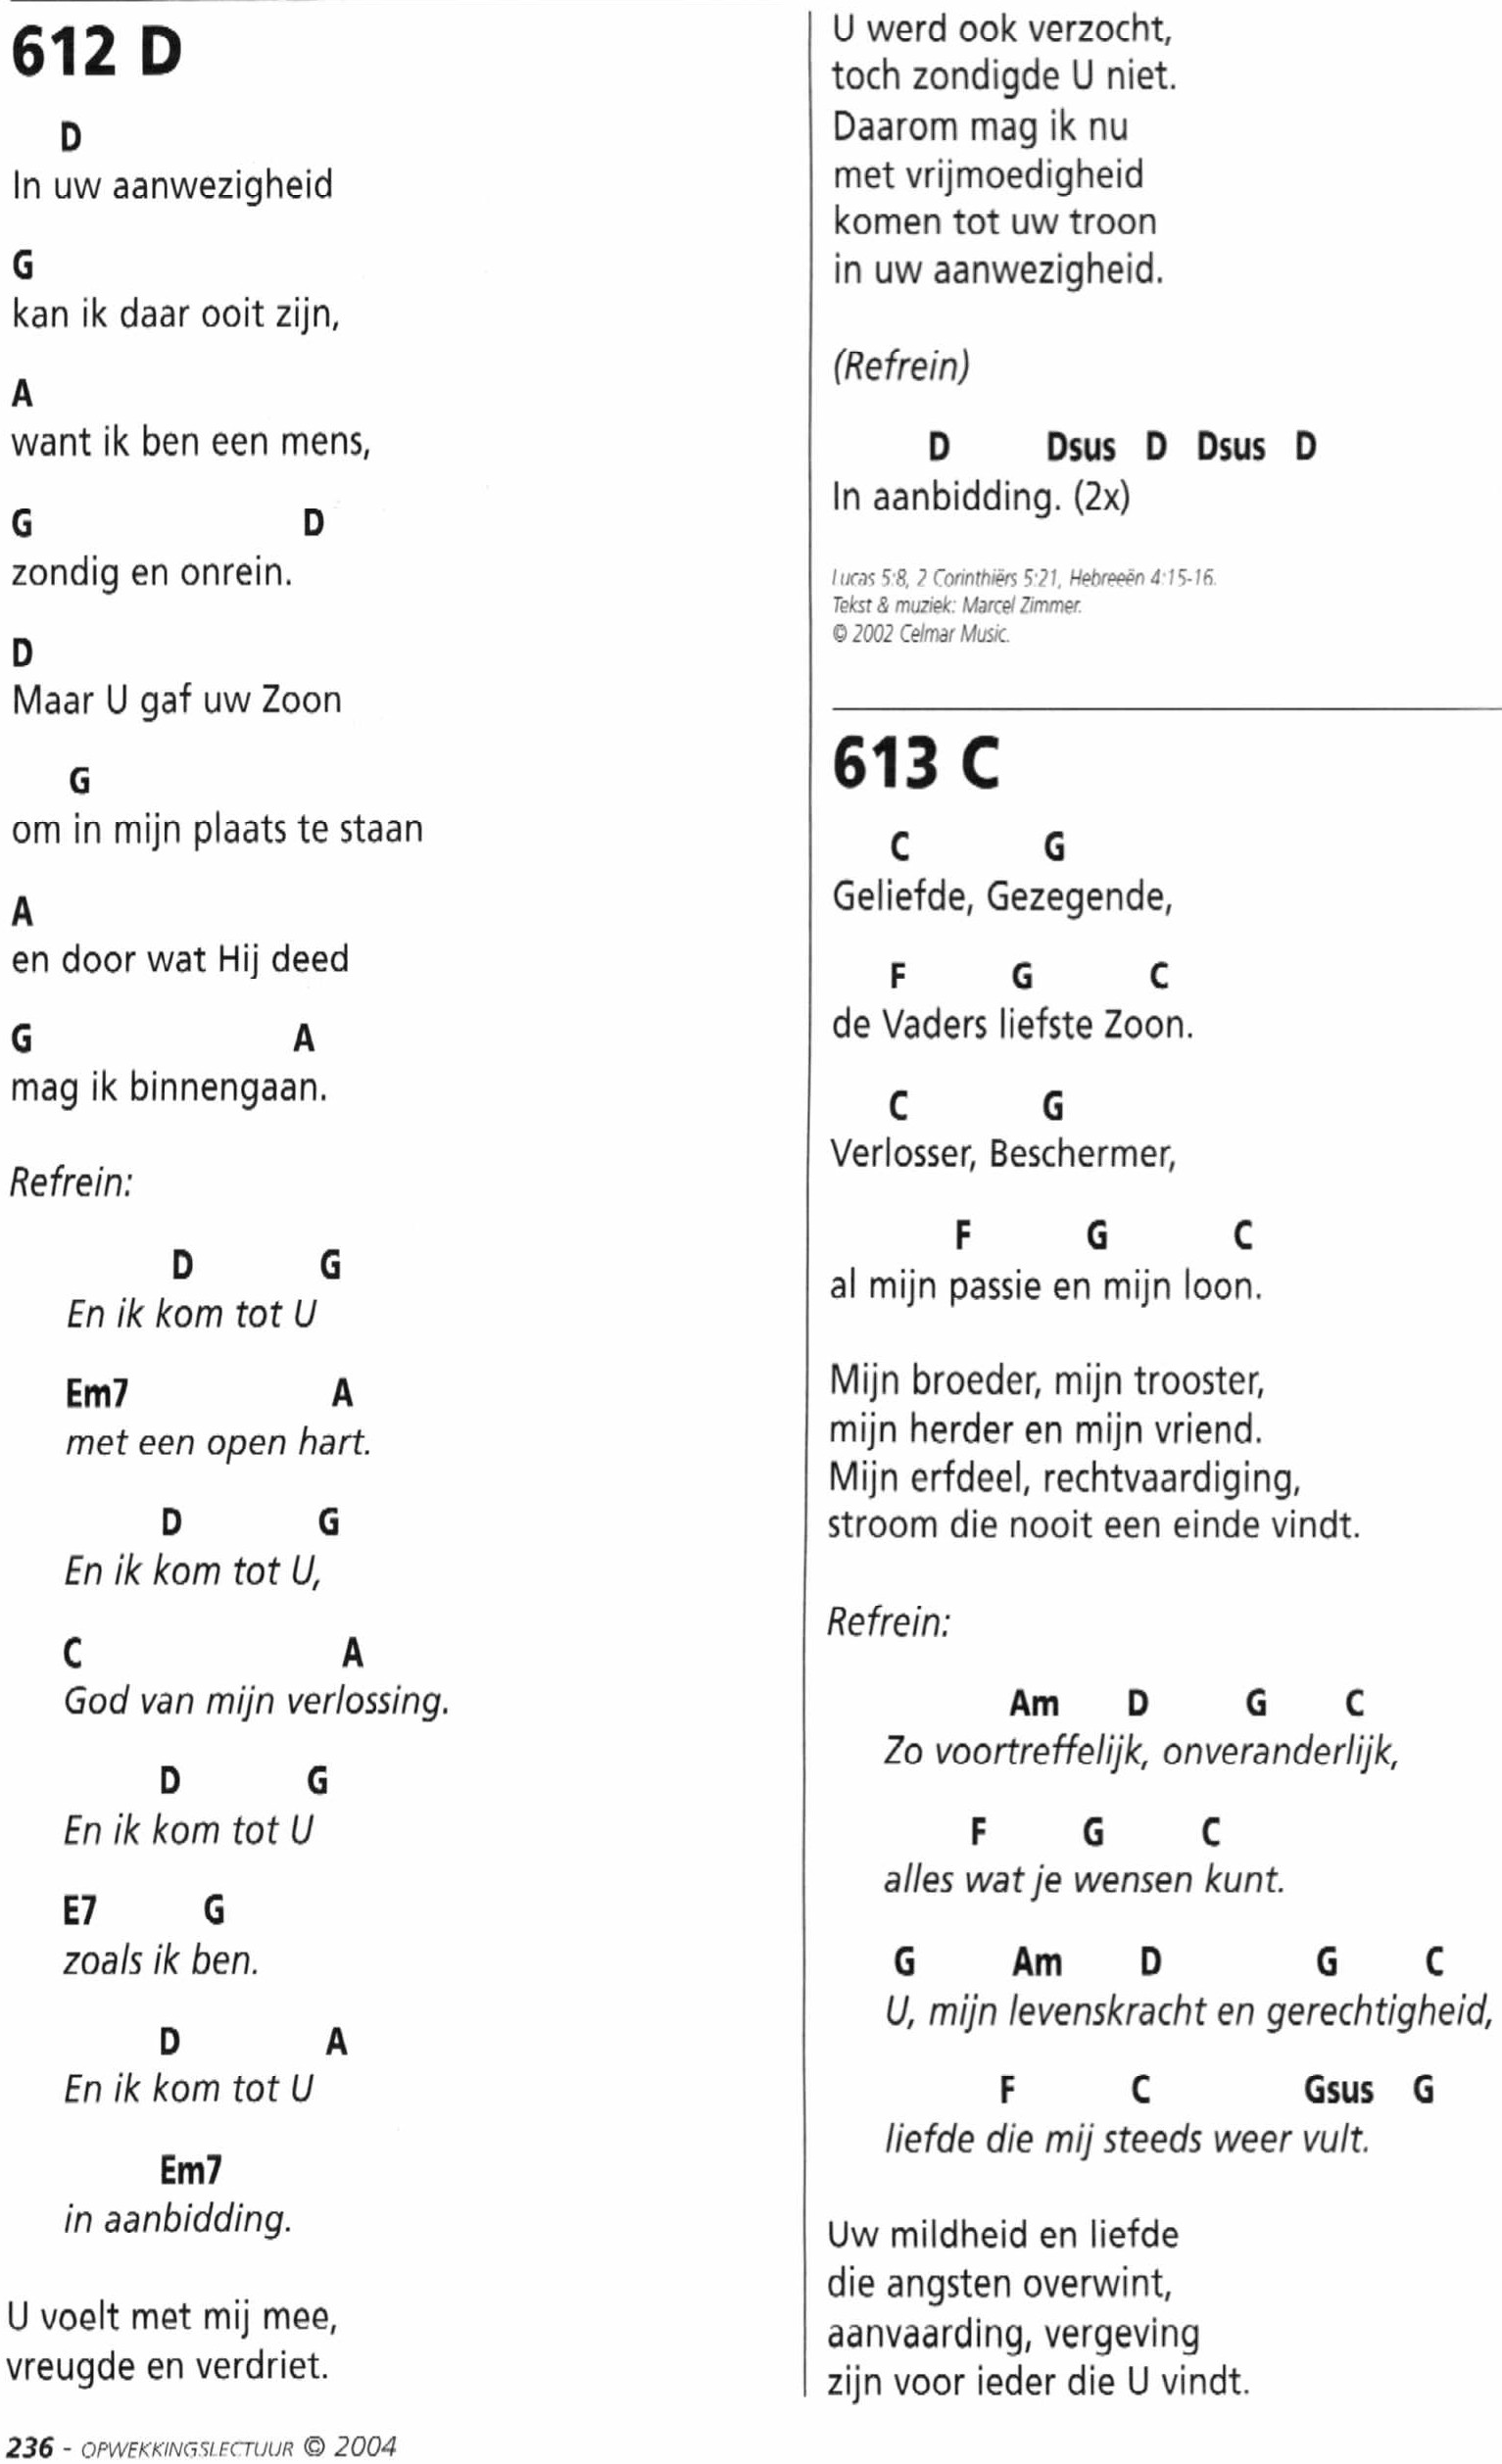 612 D
D
In uw aanwezigheid
G
kan ik daar ooit zijn,
A
want ik ben een mens,
G D
zondig en onrein.
D
Maar U gaf uw Zoon
G
om in mijn plaats te staan
A
en door wat Hij deed
G A
mag ik binnengaan.
Refrein:
D G
En ik kom tot U
Em7 A
met een open hart.
D G
En ik kom tot U,
C A
God van mijn verlossing.
D G
En ik kom tot U
E7 G
zoals ik ben.
D A
En ik kom tot U
Em7
in aanbidding.
U voelt met mij mee,
vreugde en verdriet.
U werd ook verzocht,
toch zondigde U niet.
Daarom mag ik nu
met vrijmoedigheid
komen tot uw troon
in uw aanwezigheid.
(Refrein)
D Dsus D Dsus D
In aanbidding. (2x)
Lucas 5:8, 2 Corinthiërs 5:21, Hebreeën 4:15-16.
Tekst & muziek: Marcel Zimmer.
© 2002 Celmar Music.
613 C
C G
Geliefde, Gezegende,
F G C
de Vaders liefste Zoon.
C G
Verlosser, Beschermer,
F G C
al mijn passie en mijn loon.
Mijn broeder, mijn trooster,
mijn herder en mijn vriend.
Mijn erfdeel, rechtvaardiging,
stroom die nooit een einde vindt.
Refrein:
Am D G C
Zo voortreffelijk, onveranderlijk,
F G C
alles wat je wensen kunt.
G Am D G C
U, mijn levenskracht en gerechtigheid,
F C Gsus G
liefde die mij steeds weer vult.
Uw mildheid en liefde
die angsten overwint,
aanvaarding, vergeving
zijn voor ieder die U vindt.
236 - OPWEKKINGSLECTUUR © 2004